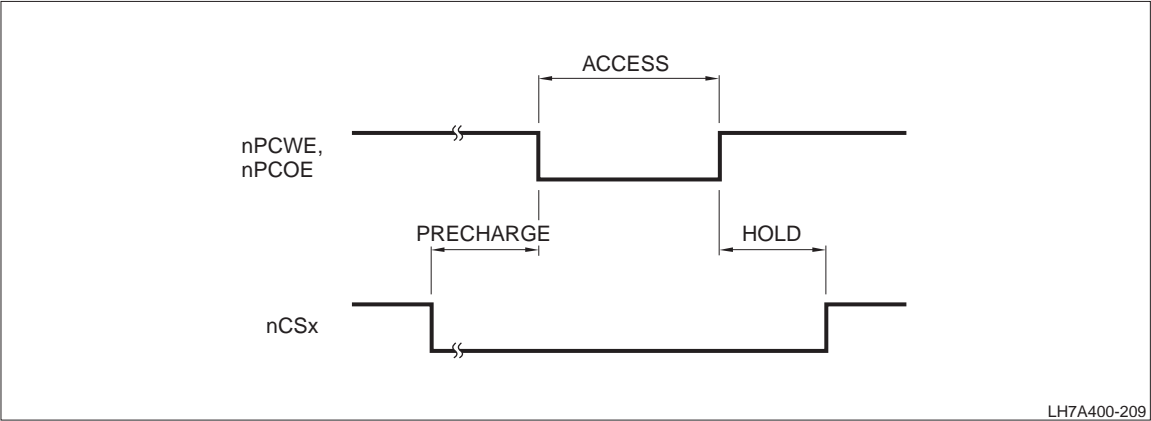 ACCESS
nPCWE,
nPCOE
PRECHARGE
HOLD
nCSx
LH7A400-209